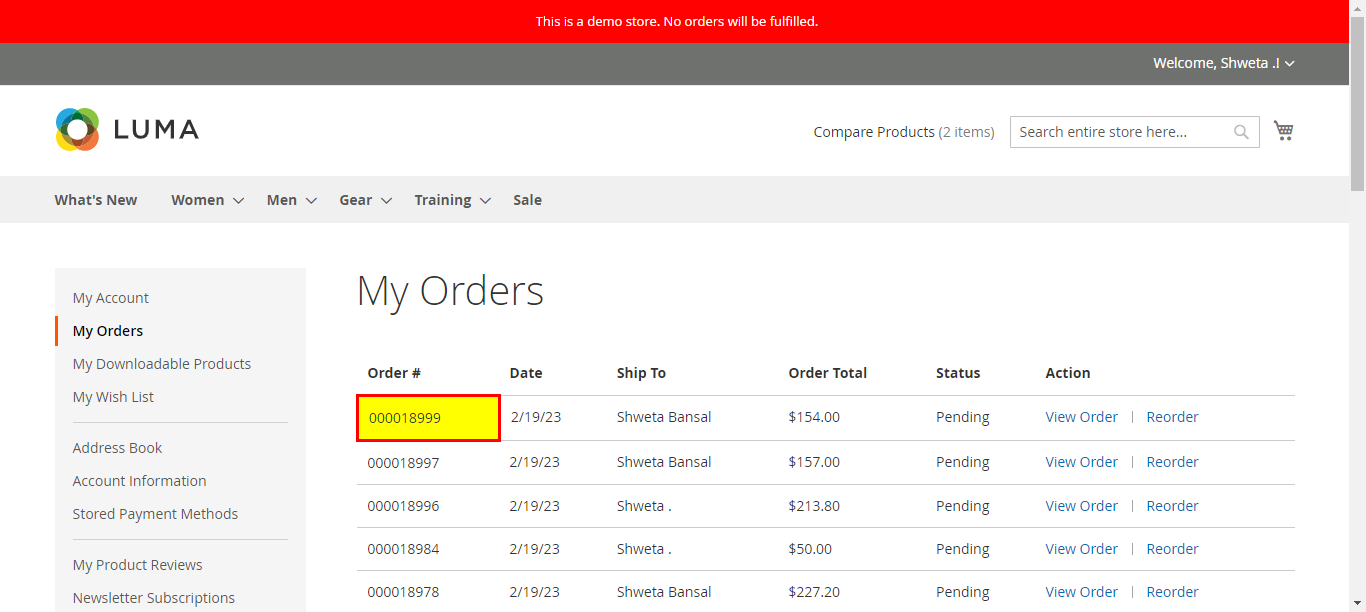 This is a demo store. No orders will be fulfilled.
Welcome, Shweta .!
LUMA
Compare Products (2 items)
Search entire store here...
What's New Women Men Gear Training Sale
My Account
My Orders
My Downloadable Products
My Wish List
Address Book
Account Information
Stored Payment Methods
My Product Reviews
Newsletter Subscriptions
My Orders
Order # Date Ship To Order Total Status Action
000018999 2/19/23 Shweta Bansal $154.00 Pending View Order | Reorder
000018997 2/19/23 Shweta Bansal $157.00 Pending View Order | Reorder
000018996 2/19/23 Shweta . $213.80 Pending View Order | Reorder
000018984 2/19/23 Shweta . $50.00 Pending View Order | Reorder
000018978 2/19/23 Shweta Bansal $227.20 Pending View Order | Reorder